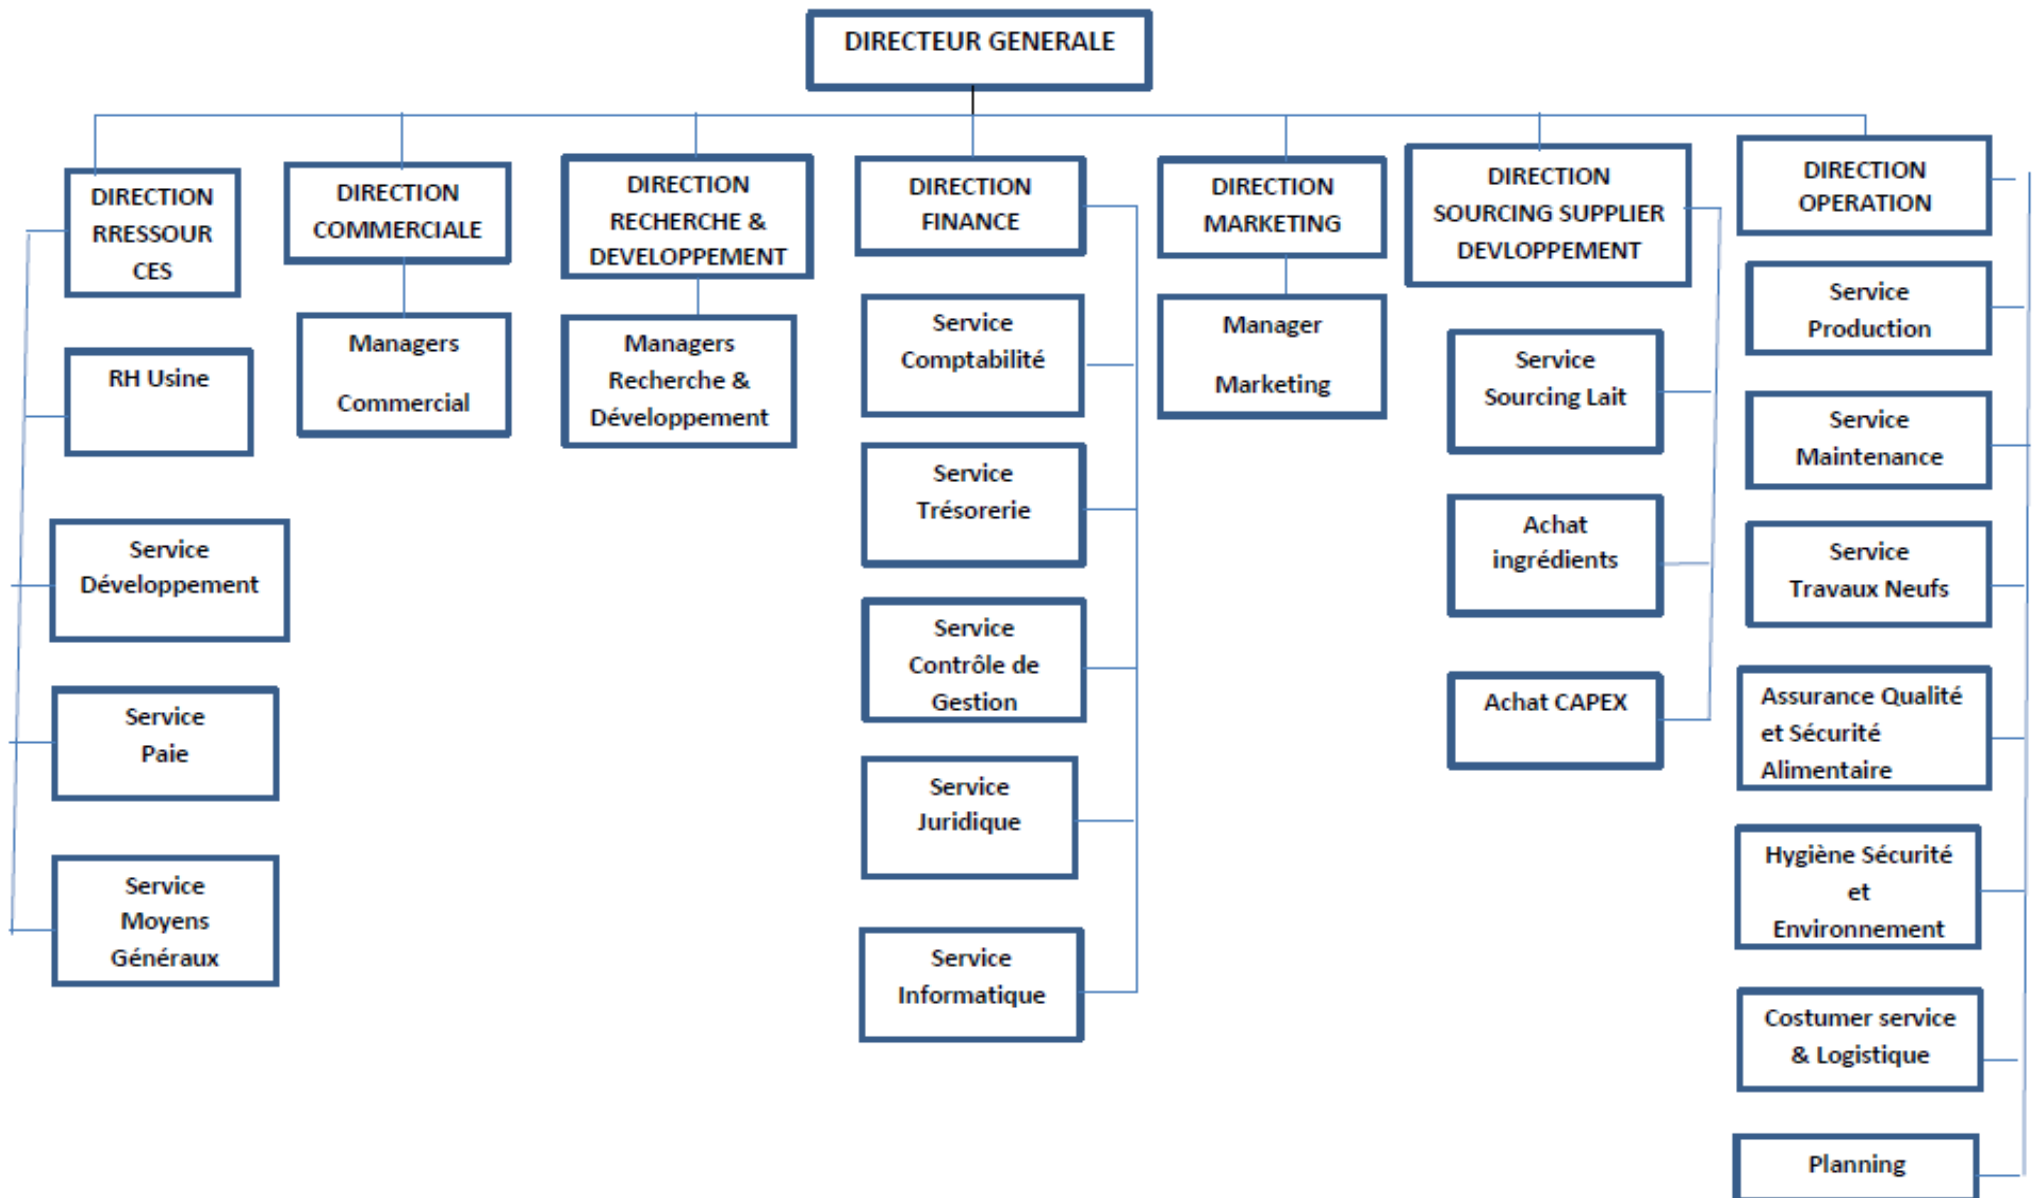 DIRECTEUR GENERALE
DIRECTION
RRESSOUR
CES
RH Usine
Service
Développement
Service
Paie
Service
Moyens
Généraux
DIRECTION
COMMERCIALE
Managers
Commercial
DIRECTION
RECHERCHE &
DEVELOPPEMENT
Managers
Recherche &
Développement
DIRECTION
FINANCE
Service
Comptabilité
Service
Trésorerie
Service
Contrôle de
Gestion
Service
Juridique
Service
Informatique
DIRECTION
MARKETING
Manager
Marketing
DIRECTION
SOURCING SUPPLIER
DEVLOPPEMENT
Service
Sourcing Lait
Achat
ingrédients
Achat CAPEX
DIRECTION
OPERATION
Service
Production
Service
Maintenance
Service
Travaux Neufs
Assurance Qualité
et Sécurité
Alimentaire
Hygiène Sécurité
et
Environnement
Costumer service
& Logistique
Planning